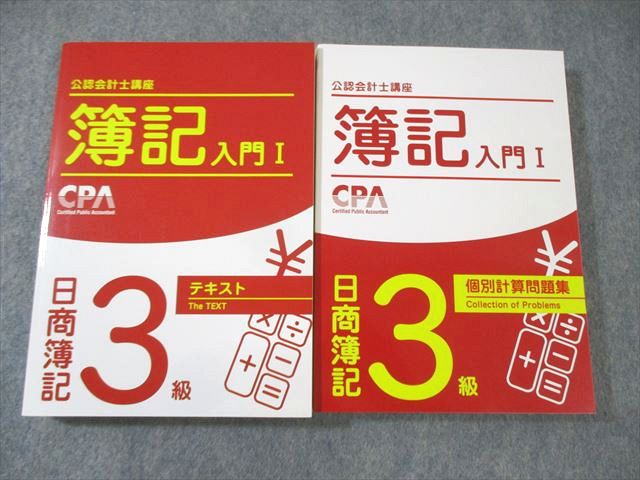 公認会計士講座
簿記入門Ⅰ
CPA
Certified Public Accountant
テキスト
The TEXT
日商簿記
3級
公認会計士講座
簿記入門Ⅰ
CPA
Certified Public Accountant
個別計算問題集
Collection of Problems
日商簿記
3級